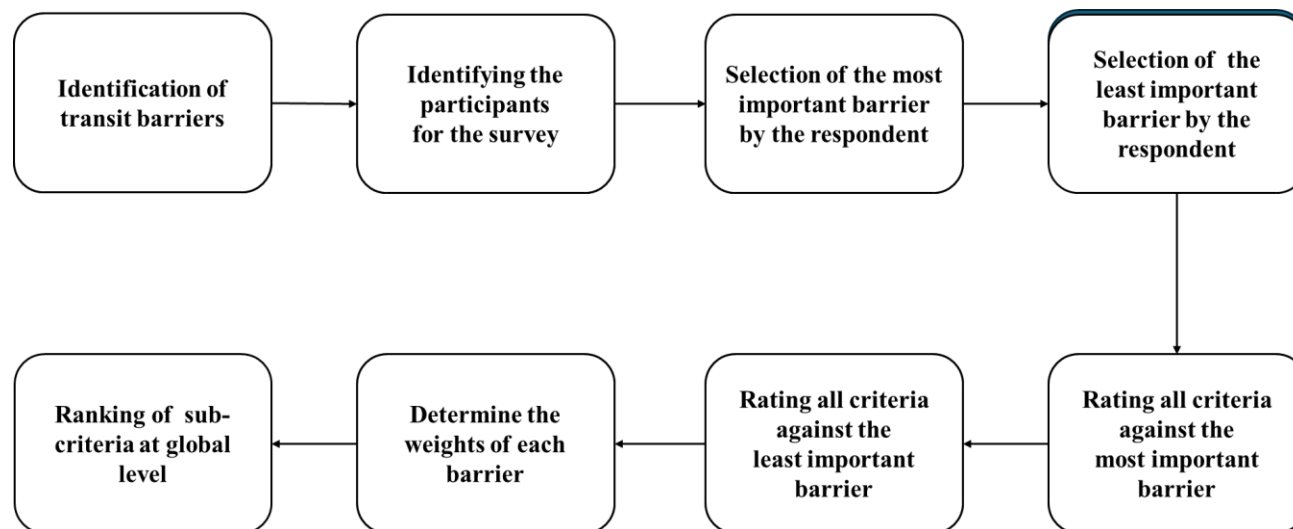 Identification of
transit barriers
Identifying the
participants
for the survey
Selection of the most
important barrier
by the respondent
Selection of the
least important
barrier by the
respondent
Ranking of sub-
criteria at global
level
Determine the
weights of each
barrier
Rating all criteria
against the
least important
barrier
Rating all criteria
against the
most important
barrier